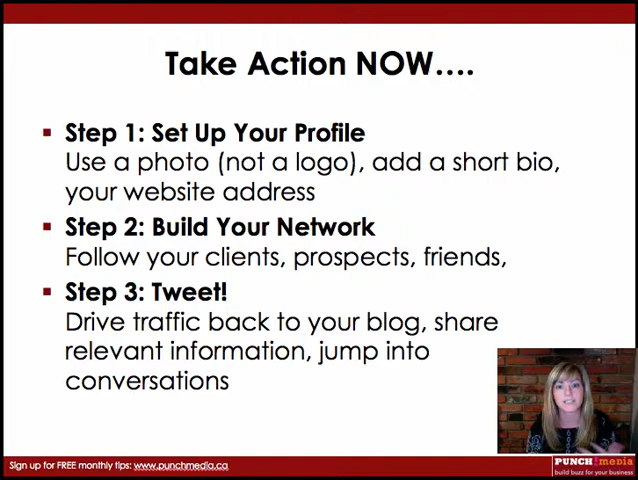 Take Action NOW....
Step 1: Set Up Your Profile
Use a photo (not a logo), add a short bio,
your website address
Step 2: Build Your Network
Follow your clients, prospects, friends,
Step 3: Tweet!
Drive traffic back to your blog, share
relevant information, jump into
conversations
Sign up for FREE monthly tips: www.punchmedia.ca
PUNCH media
build buzz for your business